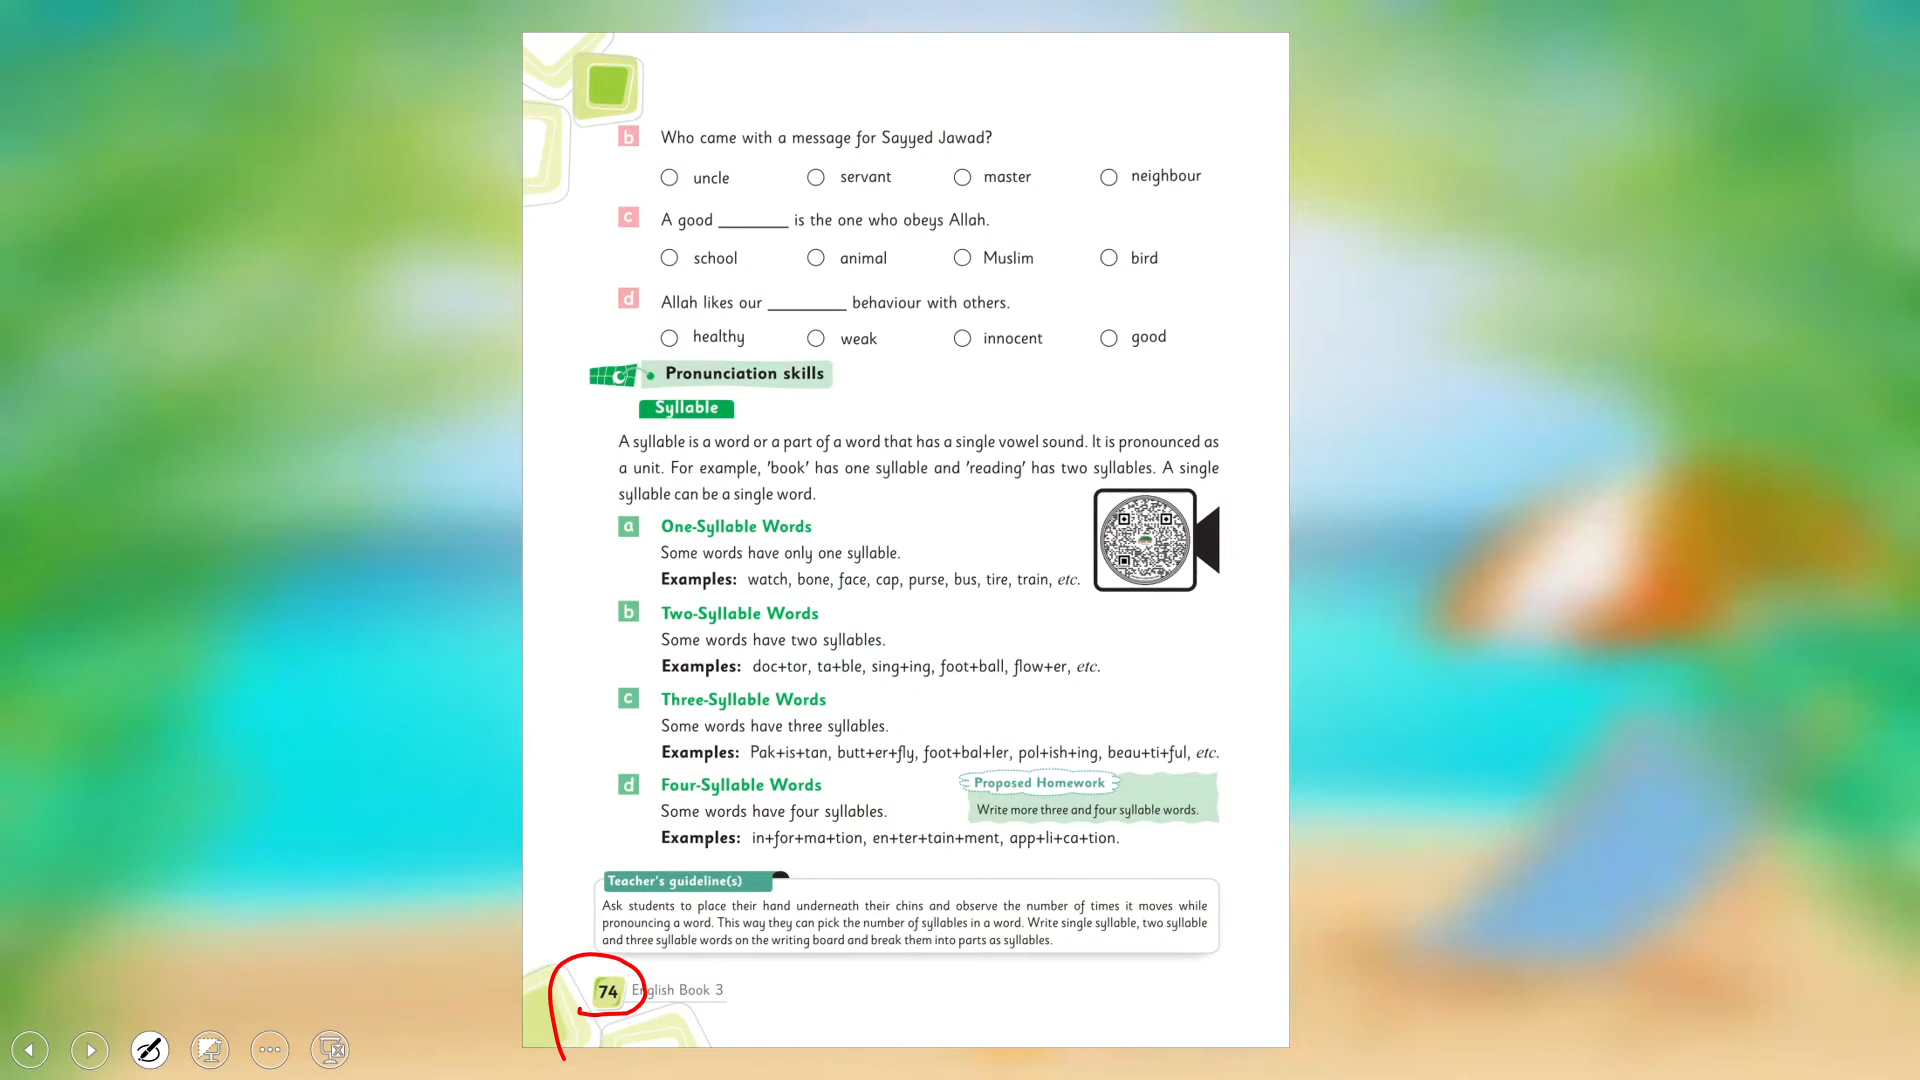 b Who came with a message for Sayyed Jawad?
uncle servant master neighbour
c A good ________ is the one who obeys Allah.
school animal Muslim bird
d Allah likes our _________ behaviour with others.
healthy weak innocent good
Pronunciation skills
Syllable
A syllable is a word or a part of a word that has a single vowel sound. It is pronounced as
a unit. For example, 'book' has one syllable and 'reading' has two syllables. A single
syllable can be a single word.
a One-Syllable Words
Some words have only one syllable.
Examples: watch, bone, face, cap, purse, bus, tire, train, etc.
b Two-Syllable Words
Some words have two syllables.
Examples: doc+tor, ta+ble, sing+ing, foot+ball, flow+er, etc.
c Three-Syllable Words
Some words have three syllables.
Examples: Pak+is+tan, butt+er+fly, foot+bal+ler, pol+ish+ing, beau+ti+ful, etc.
d Four-Syllable Words
Some words have four syllables.
Examples: in+for+ma+tion, en+ter+tain+ment, app+li+ca+tion.
Proposed Homework
Write more three and four syllable words.
Teacher's guideline(s)
Ask students to place their hand underneath their chins and observe the number of times it moves while
pronouncing a word. This way they can pick the number of syllables in a word. Write single syllable, two syllable
and three syllable words on the writing board and break them into parts as syllables.
74 English Book 3